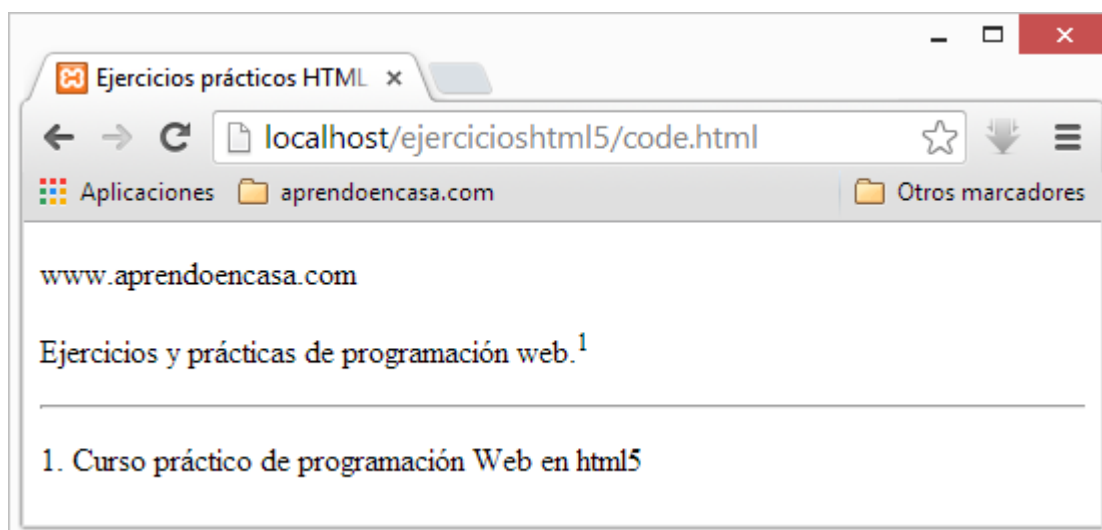 Ejercicios prácticos HTML
localhost/ejercicioshtml5/code.html
Aplicaciones aprendoencasa.com Otros marcadores
www.aprendoencasa.com
Ejercicios y prácticas de programación web.1
1. Curso práctico de programación Web en html5